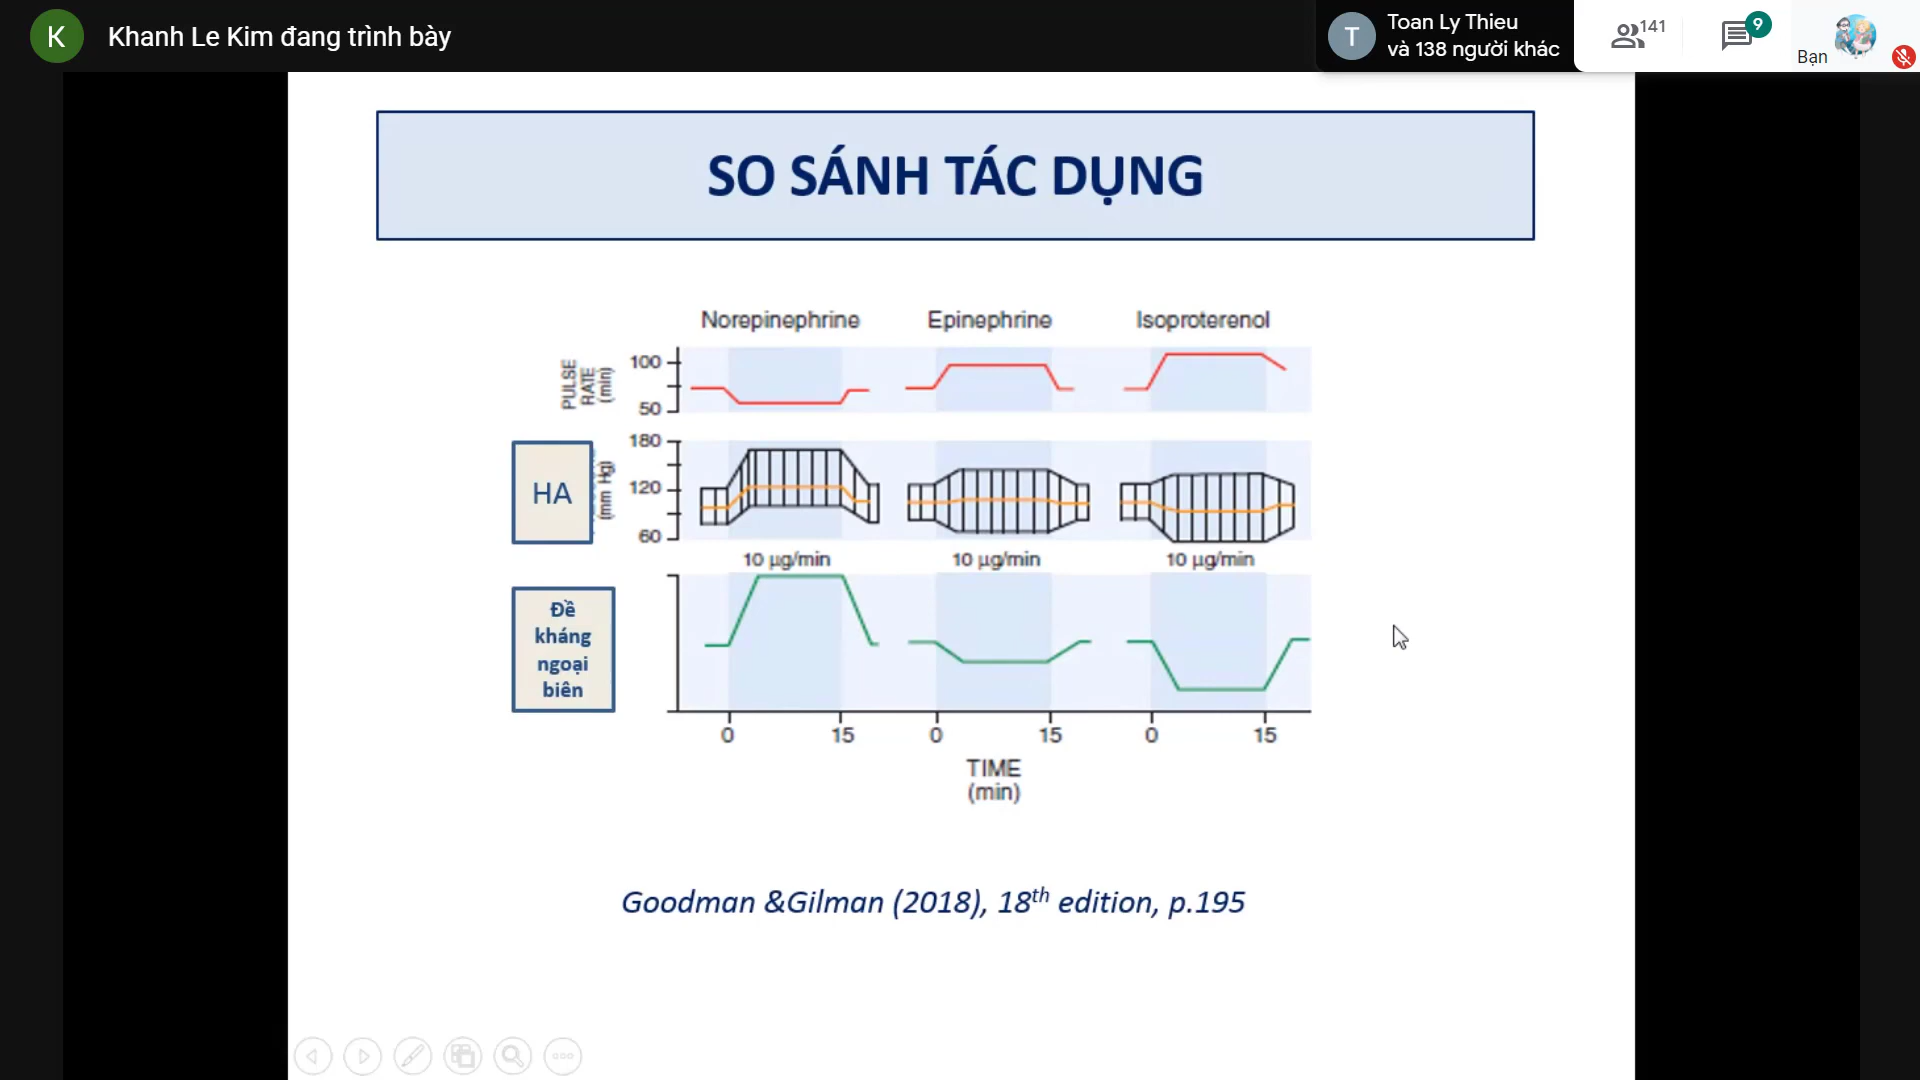 K
Khanh Le Kim đang trình bày
T
Toan Ly Thieu
và 138 người khác
141
9
Bạn
SO SÁNH TÁC DỤNG
Norepinephrine Epinephrine Isoproterenol
PULSE
RATE
(min)
100
50
HA
(mm Hg)
180
120
60
10 µg/min 10 µg/min 10 µg/min
Đề
kháng
ngoại
biên
0 15 0 15 0 15
TIME
(min)
Goodman &Gilman (2018), 18th edition, p.195